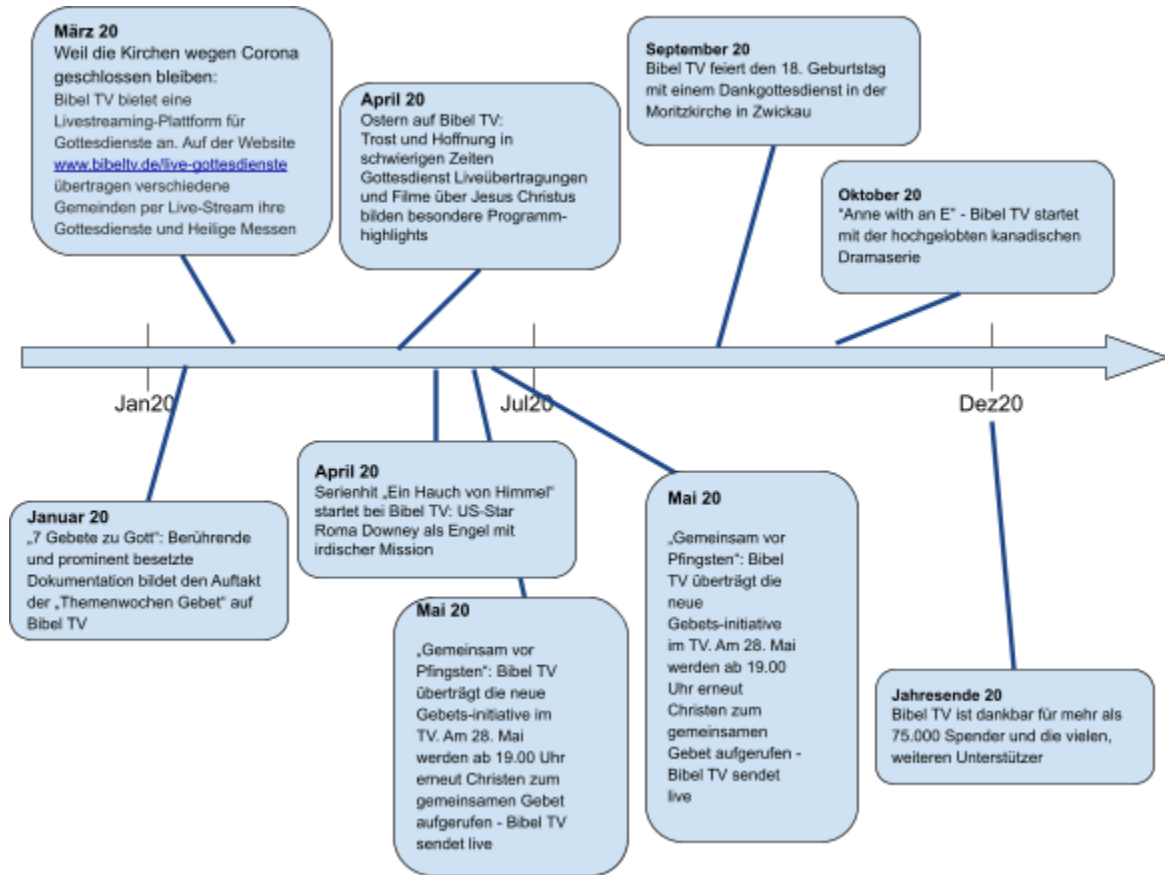 März 20
Weil die Kirchen wegen Corona
geschlossen bleiben:
Bibel TV bietet eine
Livestreaming-Plattform für
Gottesdienste an. Auf der Website
www.bibeltv.de/live-gottesdienste
übertragen verschiedene
Gemeinden per Live-Stream ihre
Gottesdienste und Heilige Messen
April 20
Ostern auf Bibel TV:
Trost und Hoffnung in
schwierigen Zeiten
Gottesdienst Liveübertragungen
und Filme über Jesus Christus
bilden besondere Programm-
highlights
September 20
Bibel TV feiert den 18. Geburtstag
mit einem Dankgottesdienst in der
Moritzkirche in Zwickau
Oktober 20
"Anne with an E" - Bibel TV startet
mit der hochgelobten kanadischen
Dramaserie
Jan20
Jul20
Dez20
Januar 20
„7 Gebete zu Gott“: Berührende
und prominent besetzte
Dokumentation bildet den Auftakt
der „Themenwochen Gebet“ auf
Bibel TV
April 20
Serienhit „Ein Hauch von Himmel“
startet bei Bibel TV: US-Star
Roma Downey als Engel mit
irdischer Mission
Mai 20
„Gemeinsam vor
Pfingsten“: Bibel TV
überträgt die neue
Gebets-initiative im
TV. Am 28. Mai
werden ab 19.00 Uhr
erneut Christen zum
gemeinsamen Gebet
aufgerufen - Bibel TV
sendet live
Mai 20
„Gemeinsam vor
Pfingsten“: Bibel
TV überträgt die
neue
Gebets-initiative
im TV. Am 28. Mai
werden ab 19.00
Uhr erneut
Christen zum
gemeinsamen
Gebet aufgerufen -
Bibel TV sendet
live
Jahresende 20
Bibel TV ist dankbar für mehr als
75.000 Spender und die vielen,
weiteren Unterstützer